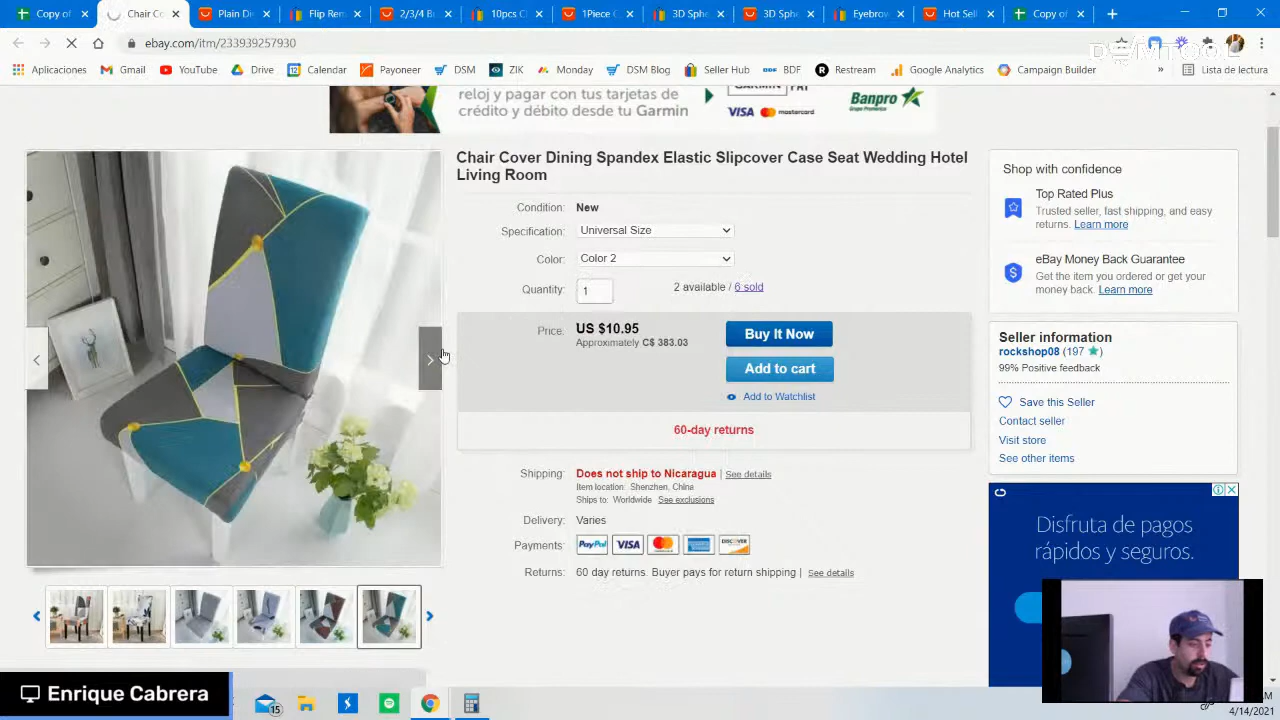 Copy of
Chair Co
Plain Di
Flip Rem
2/3/4 B
10pcs C
1Piece C
3D Sphe
3D Sphe
Eyebrow
Hot Sell
Copy of
ebay.com/itm/233939257930
Aplicaciones
Gmail
YouTube
Drive
Calendar
Payoneer
DSM
ZIK
Monday
DSM Blog
Seller Hub
BDF
Restream
Google Analytics
Campaign Builder
»
Lista de lectura
reloj y pagar con tus tarjetas de
crédito y débito desde tu Garmin
GARMIN PAY
VISA mastercard
Banpro
Grupo Promerica
Chair Cover Dining Spandex Elastic Slipcover Case Seat Wedding Hotel
Living Room
Condition: New
Specification: Universal Size
Color: Color 2
Quantity: 1 2 available / 6 sold
Price: US $10.95
Approximately C$ 383.03
Buy It Now
Add to cart
Add to Watchlist
60-day returns
Shipping: Does not ship to Nicaragua | See details
Item location: Shenzhen, China
Ships to: Worldwide See exclusions
Delivery: Varies
Payments: PayPal VISA DISCOVER
Returns: 60 day returns. Buyer pays for return shipping | See details
Shop with confidence
Top Rated Plus
Trusted seller, fast shipping, and easy
returns. Learn more
eBay Money Back Guarantee
Get the item you ordered or get your
money back. Learn more
Seller information
rockshop08 (197 ★)
99% Positive feedback
Save this Seller
Contact seller
Visit store
See other items
Disfruta de pagos
rápidos y seguros.
Enrique Cabrera
15
4/14/2021